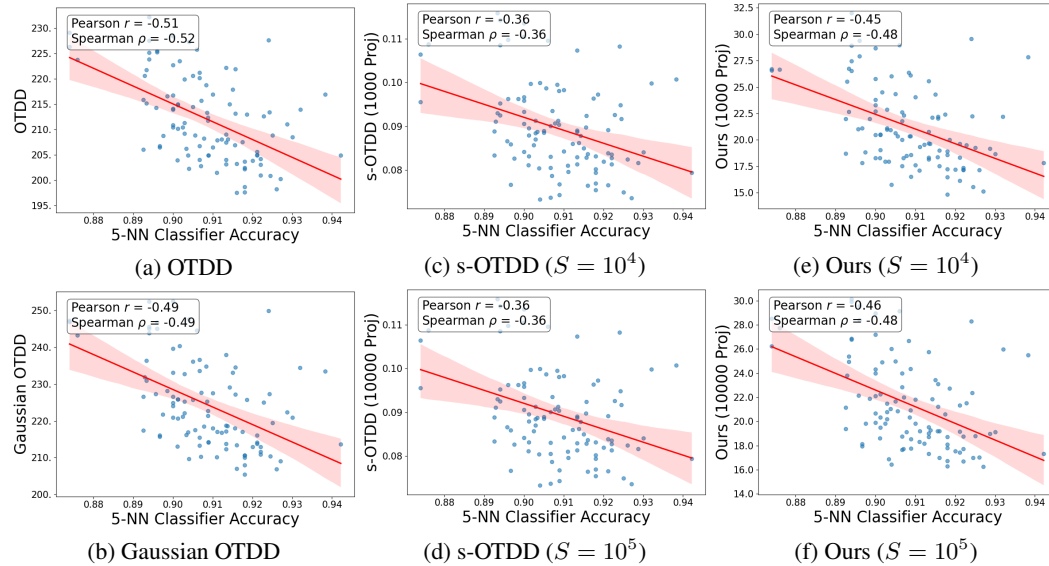 Pearson r = -0.51
Spearman ρ = -0.52
230.
225.
220.
215.
210.
205.
200.
195.
OTDD
0.88 0.89 0.90 0.91 0.92 0.93 0.94
5-NN Classifier Accuracy
(a) OTDD
Pearson r = -0.36
Spearman ρ = -0.36
0.11
0.10
0.09
0.08
s-OTDD (1000 Proj)
0.88 0.89 0.90 0.91 0.92 0.93 0.94
5-NN Classifier Accuracy
(c) s-OTDD (S = 10⁴)
Pearson r = -0.45
Spearman ρ = -0.48
30.0
27.5
25.0
22.5
20.0
17.5
15.0
Ours (1000 Proj)
0.88 0.89 0.90 0.91 0.92 0.93 0.94
5-NN Classifier Accuracy
(e) Ours (S = 10⁴)
Pearson r = -0.49
Spearman ρ = -0.49
250.
240.
230.
220.
210.
200.
Gaussian OTDD
0.88 0.89 0.90 0.91 0.92 0.93 0.94
5-NN Classifier Accuracy
(b) Gaussian OTDD
Pearson r = -0.36
Spearman ρ = -0.36
0.11
0.10
0.09
0.08
s-OTDD (10000 Proj)
0.88 0.89 0.90 0.91 0.92 0.93 0.94
5-NN Classifier Accuracy
(d) s-OTDD (S = 10⁵)
Pearson r = -0.46
Spearman ρ = -0.48
30.0
28.0
26.0
24.0
22.0
20.0
18.0
16.0
14.0
Ours (10000 Proj)
0.88 0.89 0.90 0.91 0.92 0.93 0.94
5-NN Classifier Accuracy
(f) Ours (S = 10⁵)